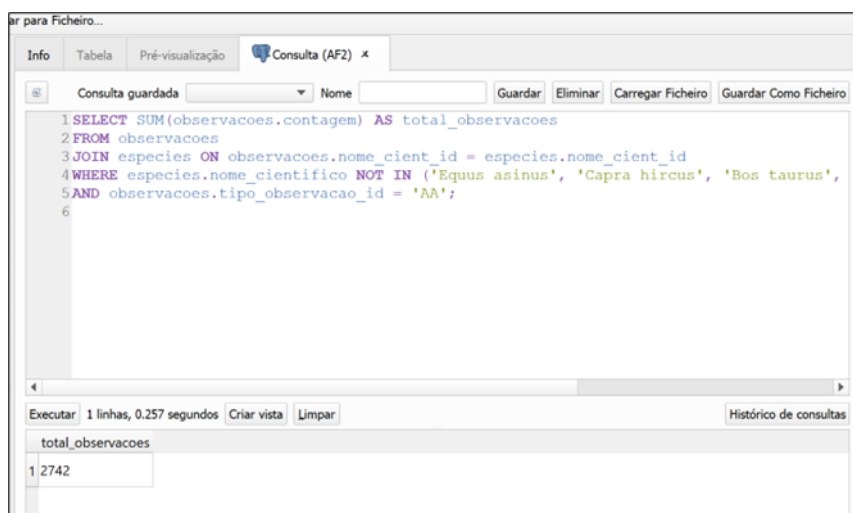 ar para Ficheiro...
Info Tabela Pré-visualização Consulta (AF2) x
Consulta guardada Nome Guardar Eliminar Carregar Ficheiro Guardar Como Ficheiro
1 SELECT SUM(observacoes.contagem) AS total_observacoes
2 FROM observacoes
3 JOIN especies ON observacoes.nome_cient_id = especies.nome_cient_id
4 WHERE especies.nome_cientifico NOT IN ('Equus asinus', 'Capra hircus', 'Bos taurus',
5 AND observacoes.tipo_observacao_id = 'AA';
6
Executar 1 linhas, 0.257 segundos Criar vista Limpar Histórico de consultas
total_observacoes
1 2742